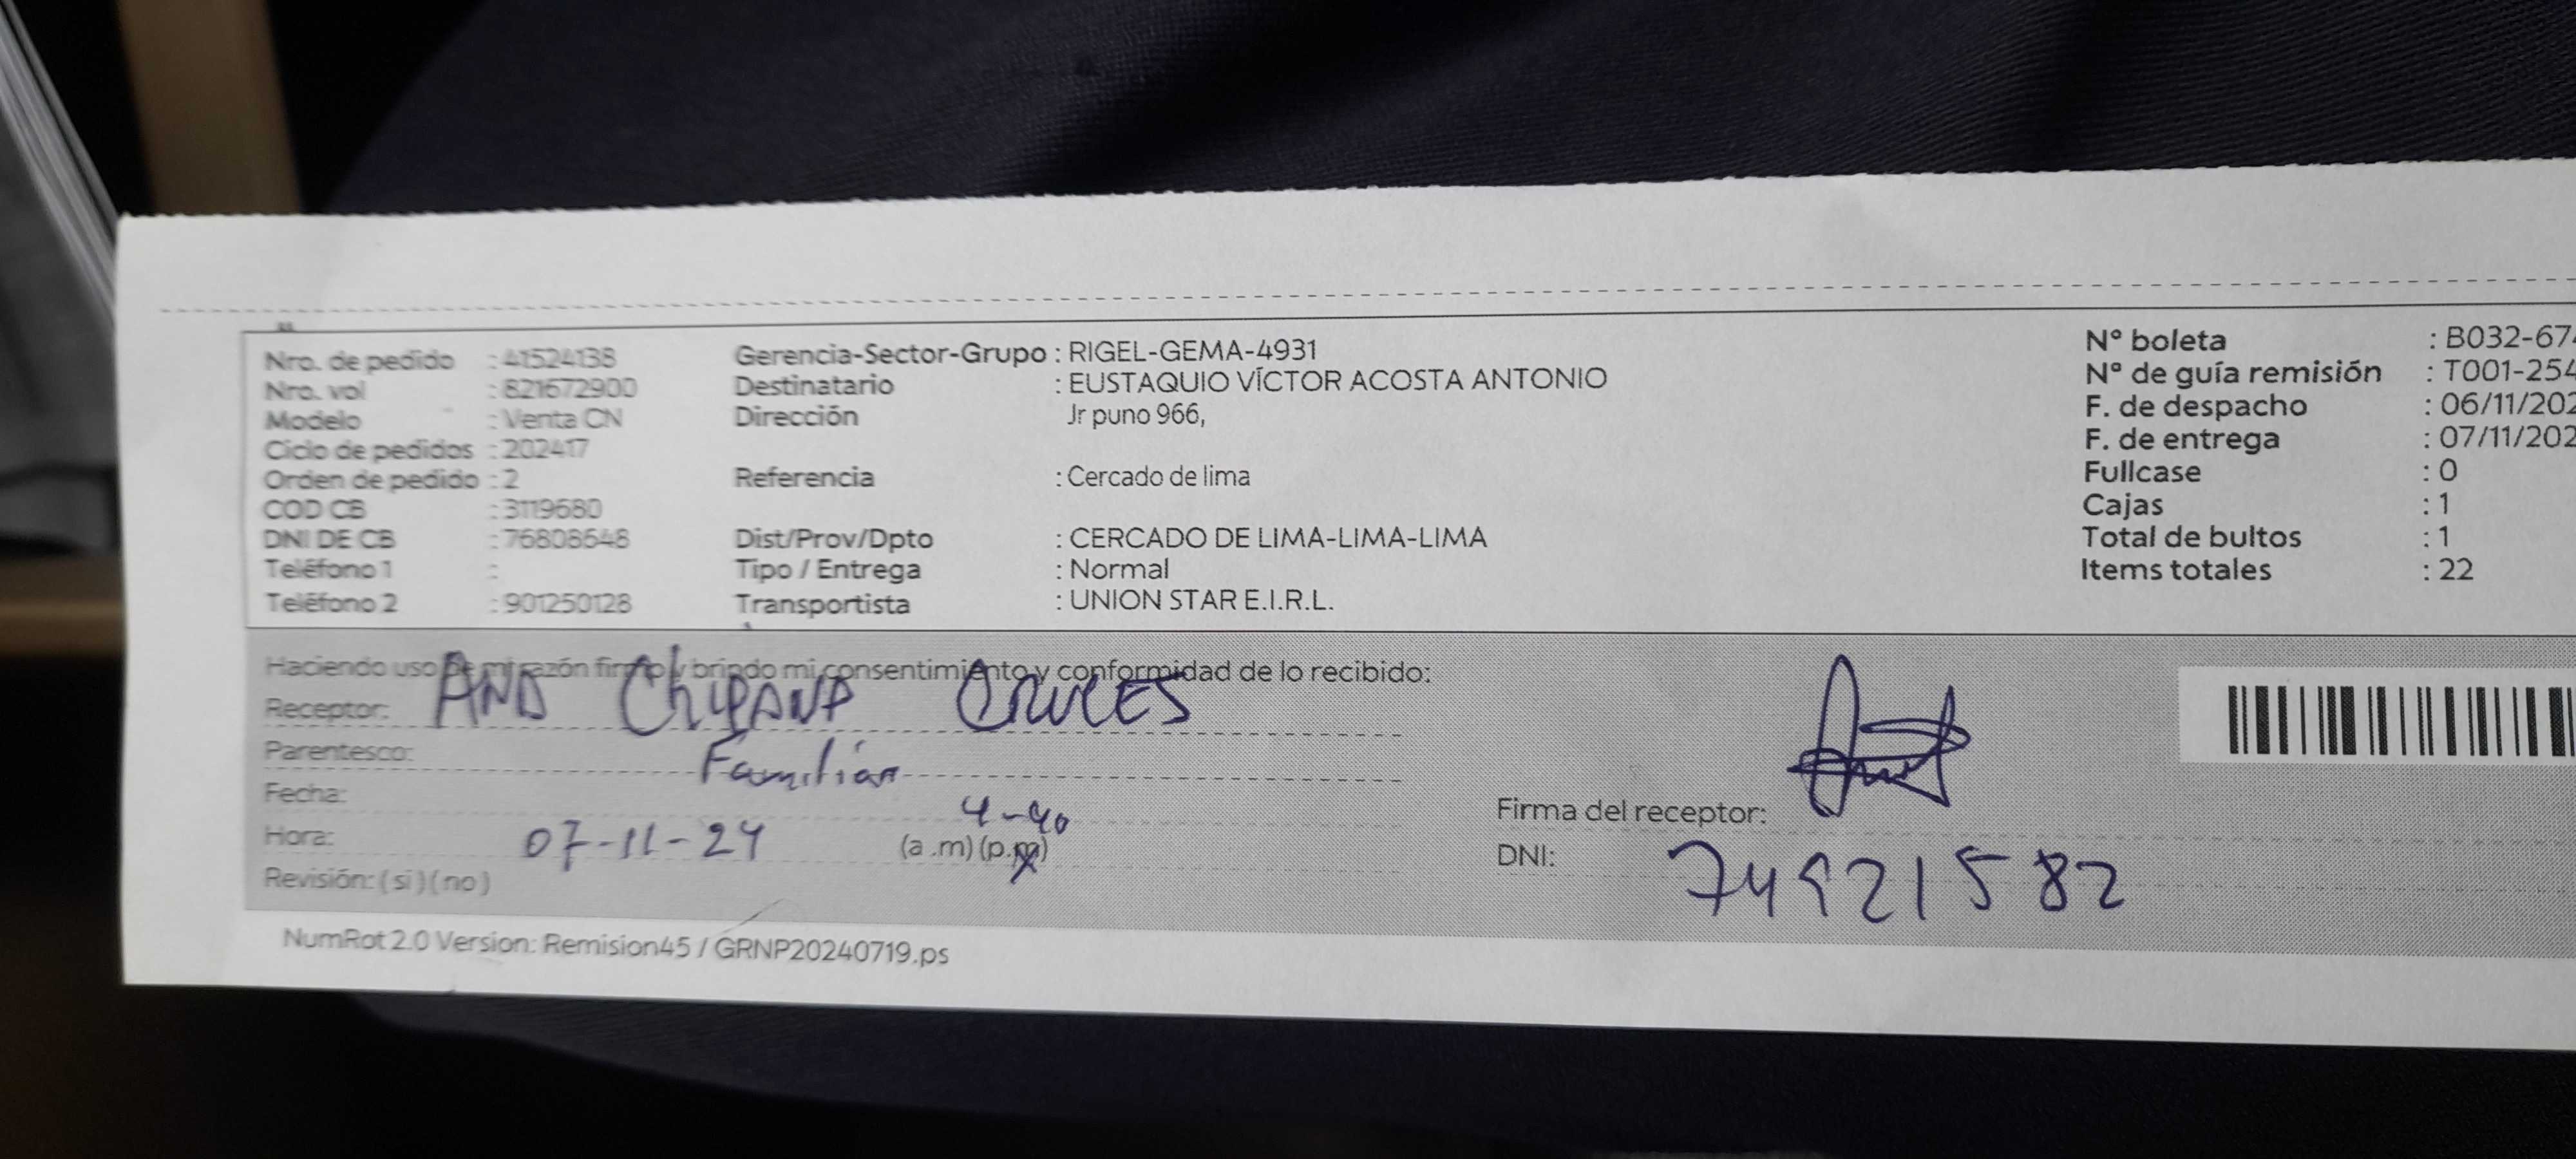 Nro. de pedido : 41524138 Gerencia-Sector-Grupo : RIGEL-GEMA-4931 Nº boleta : B032-674
Nro. vol : 821672900 Destinatario : EUSTAQUIO VÍCTOR ACOSTA ANTONIO Nº de guía remisión : T001-254
Modelo : Venta CN Dirección Jr puno 966, F. de despacho : 06/11/202
Ciclo de pedidos : 202417 F. de entrega : 07/11/202
Orden de pedido : 2 Referencia : Cercado de lima Fullcase : 0
COD CB : 3119680 Cajas : 1
DNI DE CB : 76808648 Dist/Prov/Dpto : CERCADO DE LIMA-LIMA-LIMA Total de bultos : 1
Teléfono 1 : Tipo / Entrega : Normal Items totales : 22
Teléfono 2 : 901250128 Transportista : UNION STAR E.I.R.L.
Haciendo uso de mi razón firmo y brindo mi consentimiento y conformidad de lo recibido:
Receptor: ANA ChIPANA CRUCES
Parentesco: Familiar
Fecha:
4-40
Hora: 07-11-24 (a .m) (p.m)
Revisión: ( si ) ( no )
Firma del receptor:
DNI: 74921582
NumRot 2.0 Version: Remision45 / GRNP20240719.ps